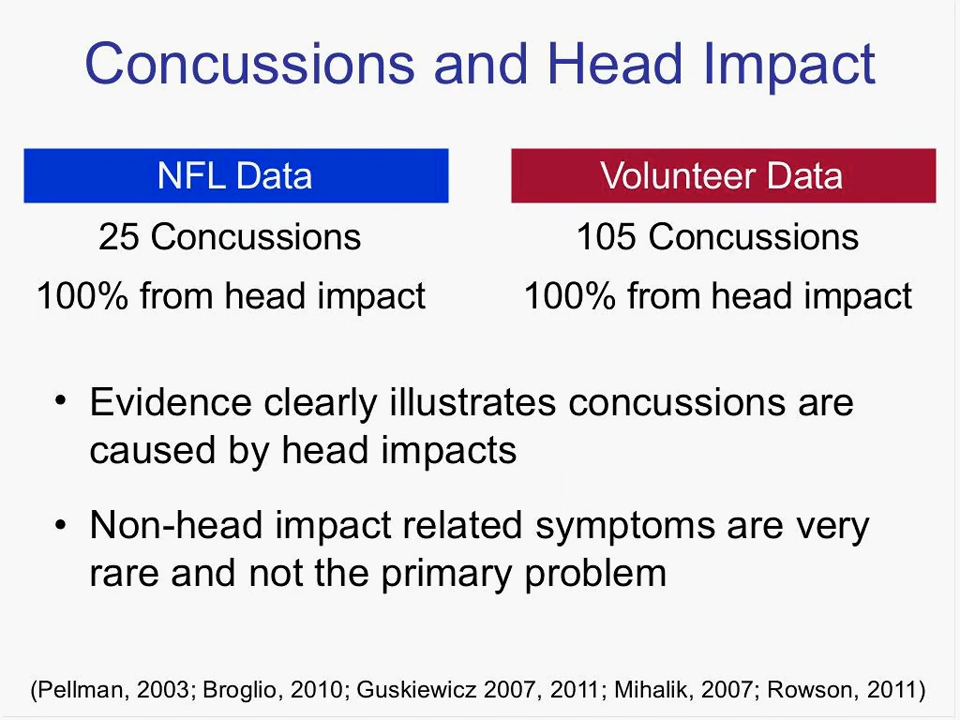 Concussions and Head Impact
NFL Data
25 Concussions
100% from head impact
Volunteer Data
105 Concussions
100% from head impact
• Evidence clearly illustrates concussions are
caused by head impacts
• Non-head impact related symptoms are very
rare and not the primary problem
(Pellman, 2003; Broglio, 2010; Guskiewicz 2007, 2011; Mihalik, 2007; Rowson, 2011)